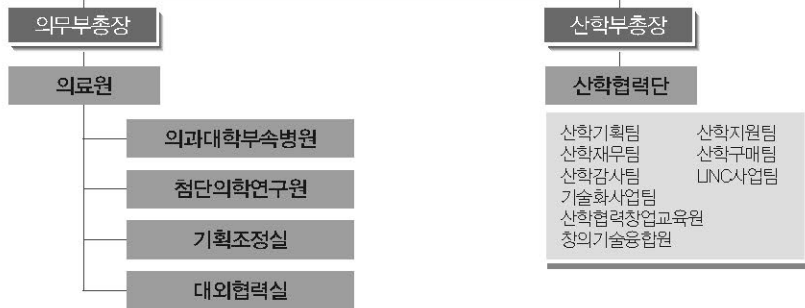 의무부총장
의료원
의과대학부속병원
첨단의학연구원
기획조정실
대외협력실
산학부총장
산학협력단
산학기획팀 산학지원팀
산학재무팀 산학구매팀
산학감사팀 LINC사업팀
기술화사업팀
산학협력창업교육원
창의기술융합원